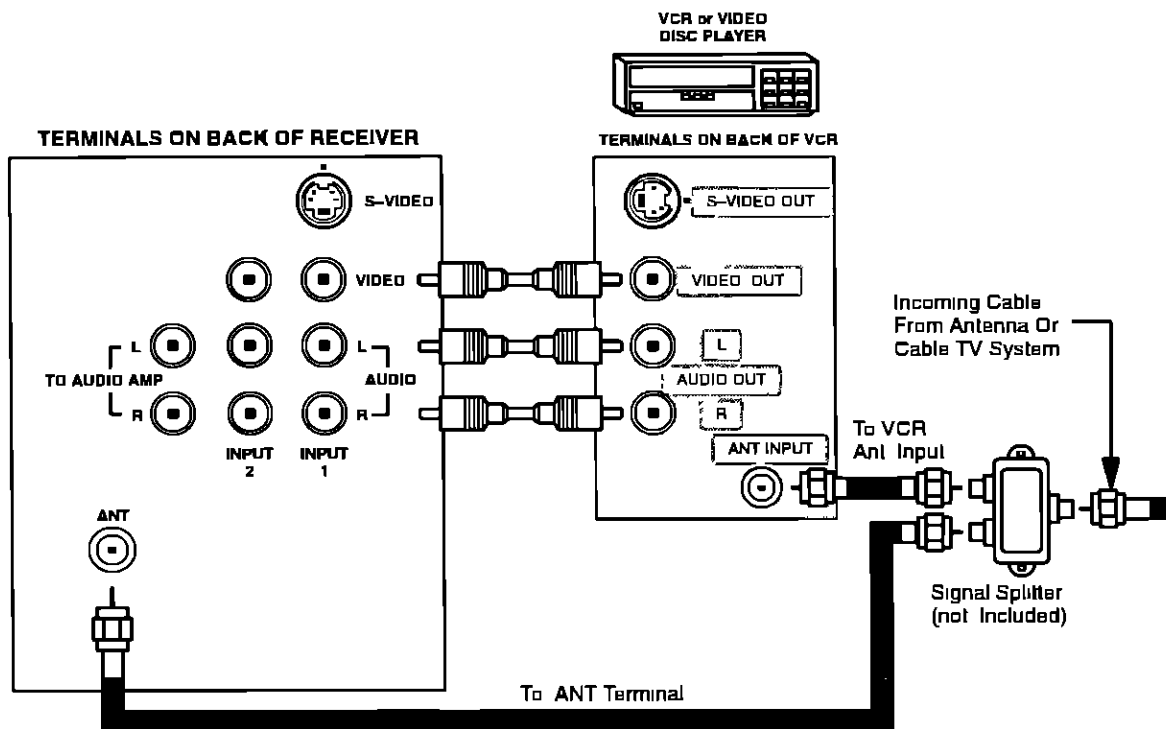 VCR or VIDEO
DISC PLAYER
TERMINALS ON BACK OF RECEIVER
TERMINALS ON BACK OF VCR
S-VIDEO
S-VIDEO OUT
VIDEO
VIDEO OUT
Incoming Cable
From Antenna Or
Cable TV System
L
L
L
TO AUDIO AMP
AUDIO
AUDIO OUT
R
R
R
INPUT
2
INPUT
1
ANT INPUT
To VCR
Ant Input
ANT
Signal Splitter
(not Included)
To ANT Terminal